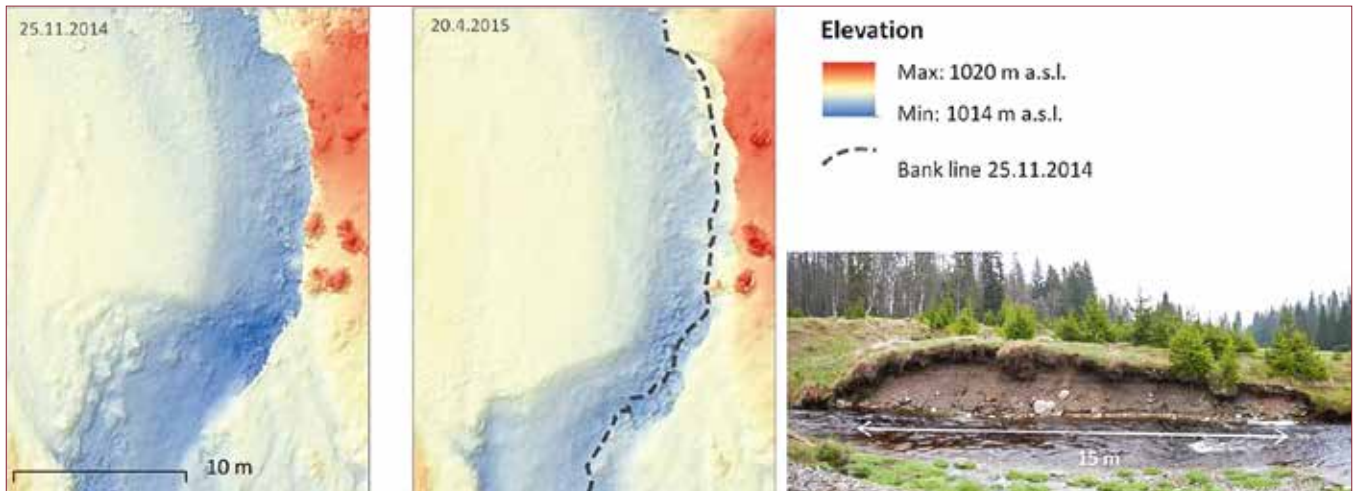 25.11.2014
10 m
20.4.2015
Elevation
Max: 1020 m a.s.l.
Min: 1014 m a.s.l.
Bank line 25.11.2014
15 m